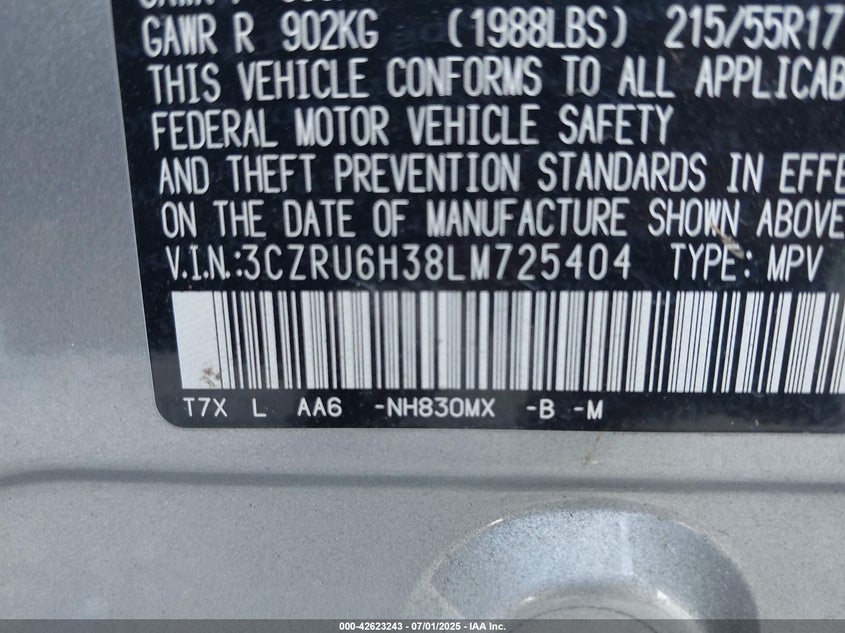 GAWR R 902KG (1988LBS) 215/55R17
THIS VEHICLE CONFORMS TO ALL APPLICAB
FEDERAL MOTOR VEHICLE SAFETY
AND THEFT PREVENTION STANDARDS IN EFFE
ON THE DATE OF MANUFACTURE SHOWN ABOVE
V.I.N.:3CZRU6H38LM725404 TYPE: MPV
T7X L AA6 -NH830MX -B -M
000-42623243 / 07/01/2025 - IAA Inc.